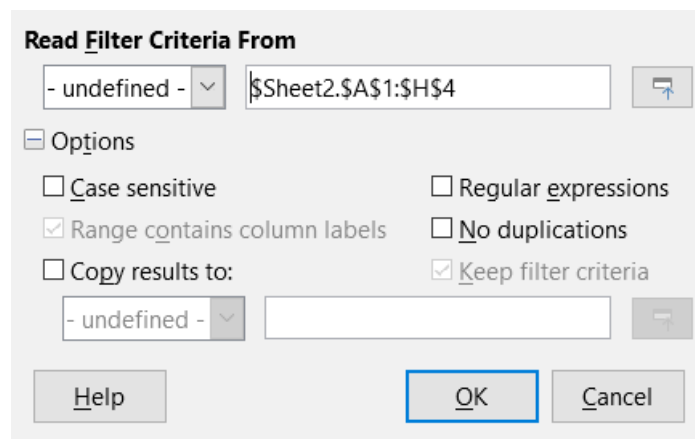 Read Filter Criteria From
- undefined - $Sheet2.$A$1:$H$4
Options
Case sensitive Regular expressions
Range contains column labels No duplications
Copy results to: Keep filter criteria
- undefined -
Help OK Cancel